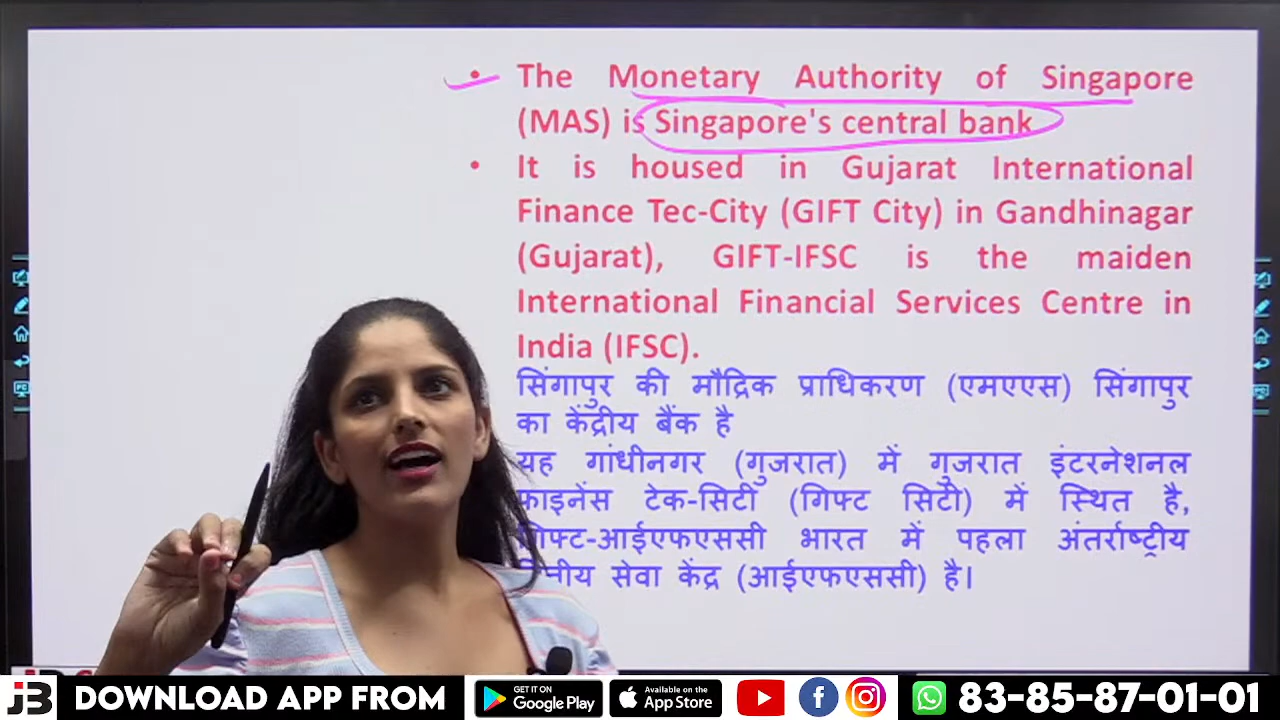 • The Monetary Authority of Singapore
(MAS) is Singapore's central bank
• It is housed in Gujarat International
Finance Tec-City (GIFT City) in Gandhinagar
(Gujarat), GIFT-IFSC is the maiden
International Financial Services Centre in
India (IFSC).
सिंगापुर की मौद्रिक प्राधिकरण (एमएएस) सिंगापुर
का केंद्रीय बैंक है
यह गांधीनगर (गुजरात) में गुजरात इंटरनेशनल
फाइनेंस टेक-सिटी (गिफ्ट सिटी) में स्थित है,
गिफ्ट-आईएफएससी भारत में पहला अंतर्राष्ट्रीय
वित्तीय सेवा केंद्र (आईएफएससी) है।
JB DOWNLOAD APP FROM
GET IT ON
Google Play
Available on the
App Store
83-85-87-01-01